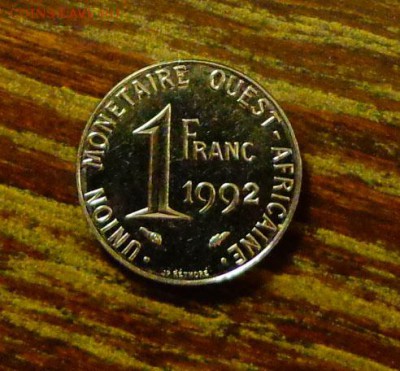 · UNION MONETAIRE OUEST-AFRICAINE ·
1 FRANC
1992